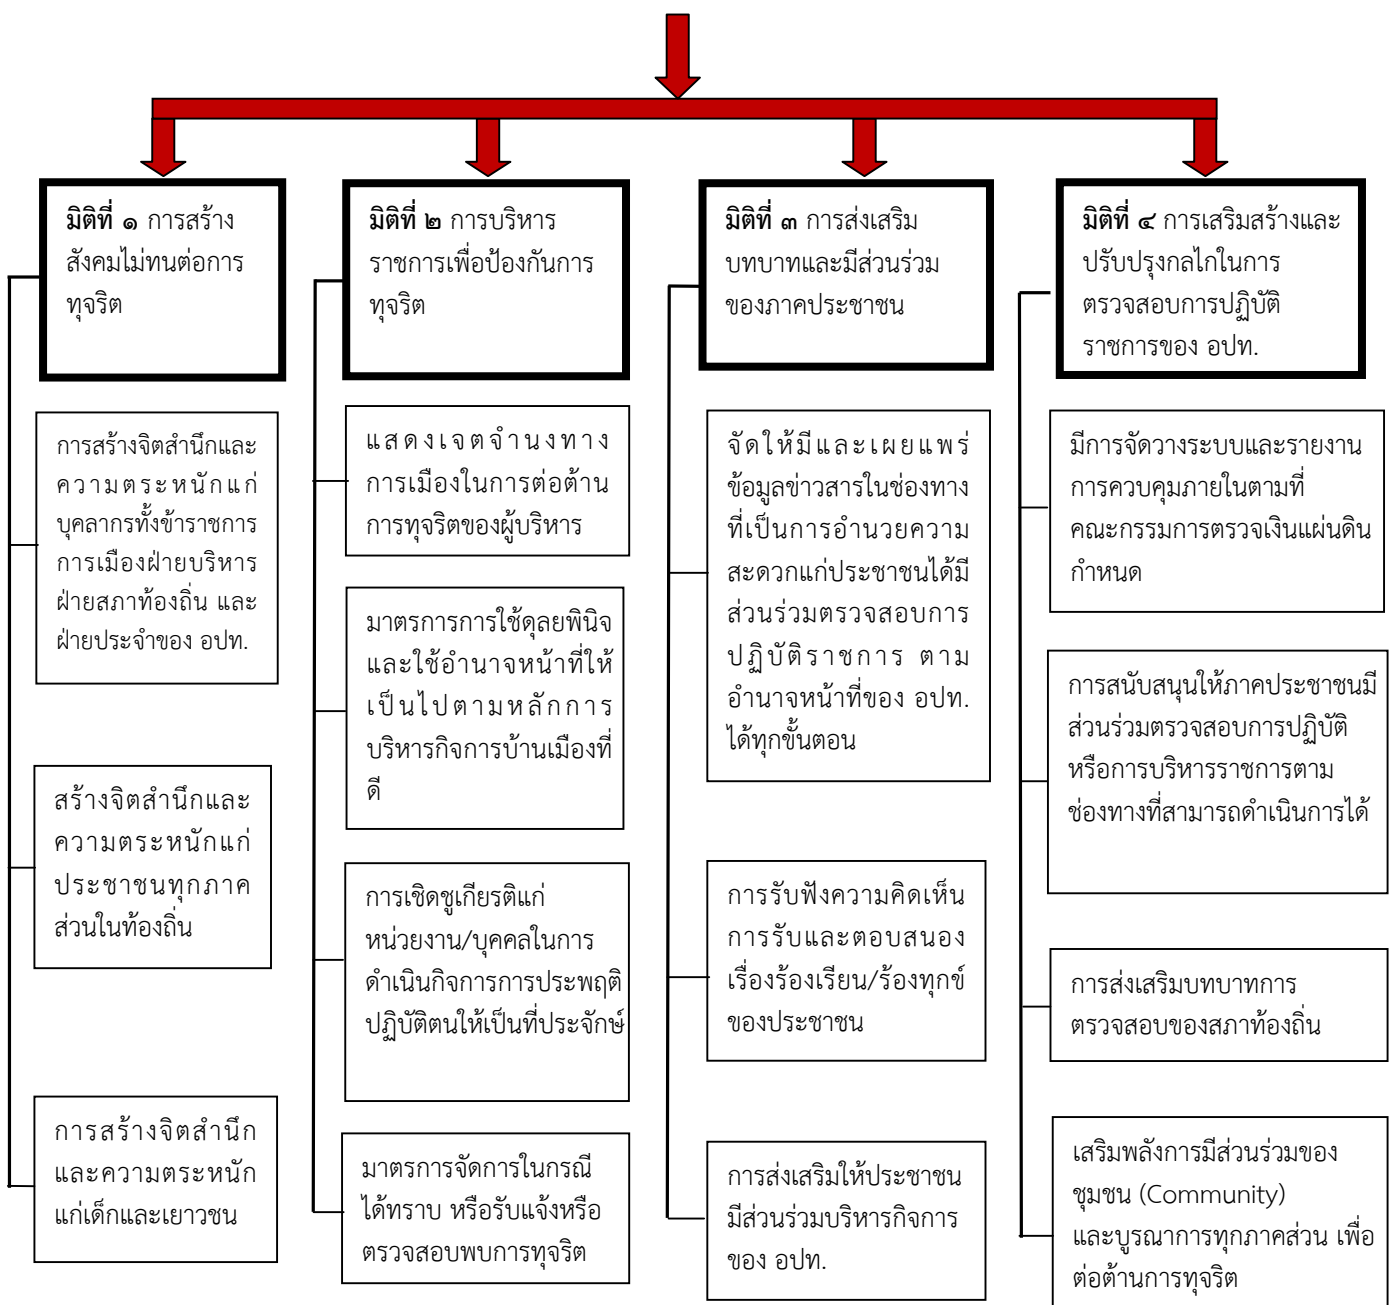 มิติที่ ๑ การสร้าง
สังคมไม่ทนต่อการ
ทุจริต
การสร้างจิตสำนึกและ
ความตระหนักแก่
บุคลากรทั้งข้าราชการ
การเมืองฝ่ายบริหาร
ฝ่ายสภาท้องถิ่น และ
ฝ่ายประจำของ อปท.
สร้างจิตสำนึกและ
ความตระหนักแก่
ประชาชนทุกภาค
ส่วนในท้องถิ่น
การสร้างจิตสำนึก
และความตระหนัก
แก่เด็กและเยาวชน
มิติที่ ๒ การบริหาร
ราชการเพื่อป้องกันการ
ทุจริต
แสดงเจตจำนงทาง
การเมืองในการต่อต้าน
การทุจริตของผู้บริหาร
มาตรการการใช้ดุลยพินิจ
และใช้อำนาจหน้าที่ให้
เป็นไปตามหลักการ
บริหารกิจการบ้านเมืองที่
ดี
การเชิดชูเกียรติแก่
หน่วยงาน/บุคคลในการ
ดำเนินกิจการการประพฤติ
ปฏิบัติตนให้เป็นที่ประจักษ์
มาตรการจัดการในกรณี
ได้ทราบ หรือรับแจ้งหรือ
ตรวจสอบพบการทุจริต
มิติที่ ๓ การส่งเสริม
บทบาทและมีส่วนร่วม
ของภาคประชาชน
จัดให้มีและเผยแพร่
ข้อมูลข่าวสารในช่องทาง
ที่เป็นการอำนวยความ
สะดวกแก่ประชาชนได้มี
ส่วนร่วมตรวจสอบการ
ปฏิบัติราชการ ตาม
อำนาจหน้าที่ของ อปท.
ได้ทุกขั้นตอน
การรับฟังความคิดเห็น
การรับและตอบสนอง
เรื่องร้องเรียน/ร้องทุกข์
ของประชาชน
การส่งเสริมให้ประชาชน
มีส่วนร่วมบริหารกิจการ
ของ อปท.
มิติที่ ๔ การเสริมสร้างและ
ปรับปรุงกลไกในการ
ตรวจสอบการปฏิบัติ
ราชการของ อปท.
มีการจัดวางระบบและรายงาน
การควบคุมภายในตามที่
คณะกรรมการตรวจเงินแผ่นดิน
กำหนด
การสนับสนุนให้ภาคประชาชนมี
ส่วนร่วมตรวจสอบการปฏิบัติ
หรือการบริหารราชการตาม
ช่องทางที่สามารถดำเนินการได้
การส่งเสริมบทบาทการ
ตรวจสอบของสภาท้องถิ่น
เสริมพลังการมีส่วนร่วมของ
ชุมชน (Community)
และบูรณาการทุกภาคส่วน เพื่อ
ต่อต้านการทุจริต